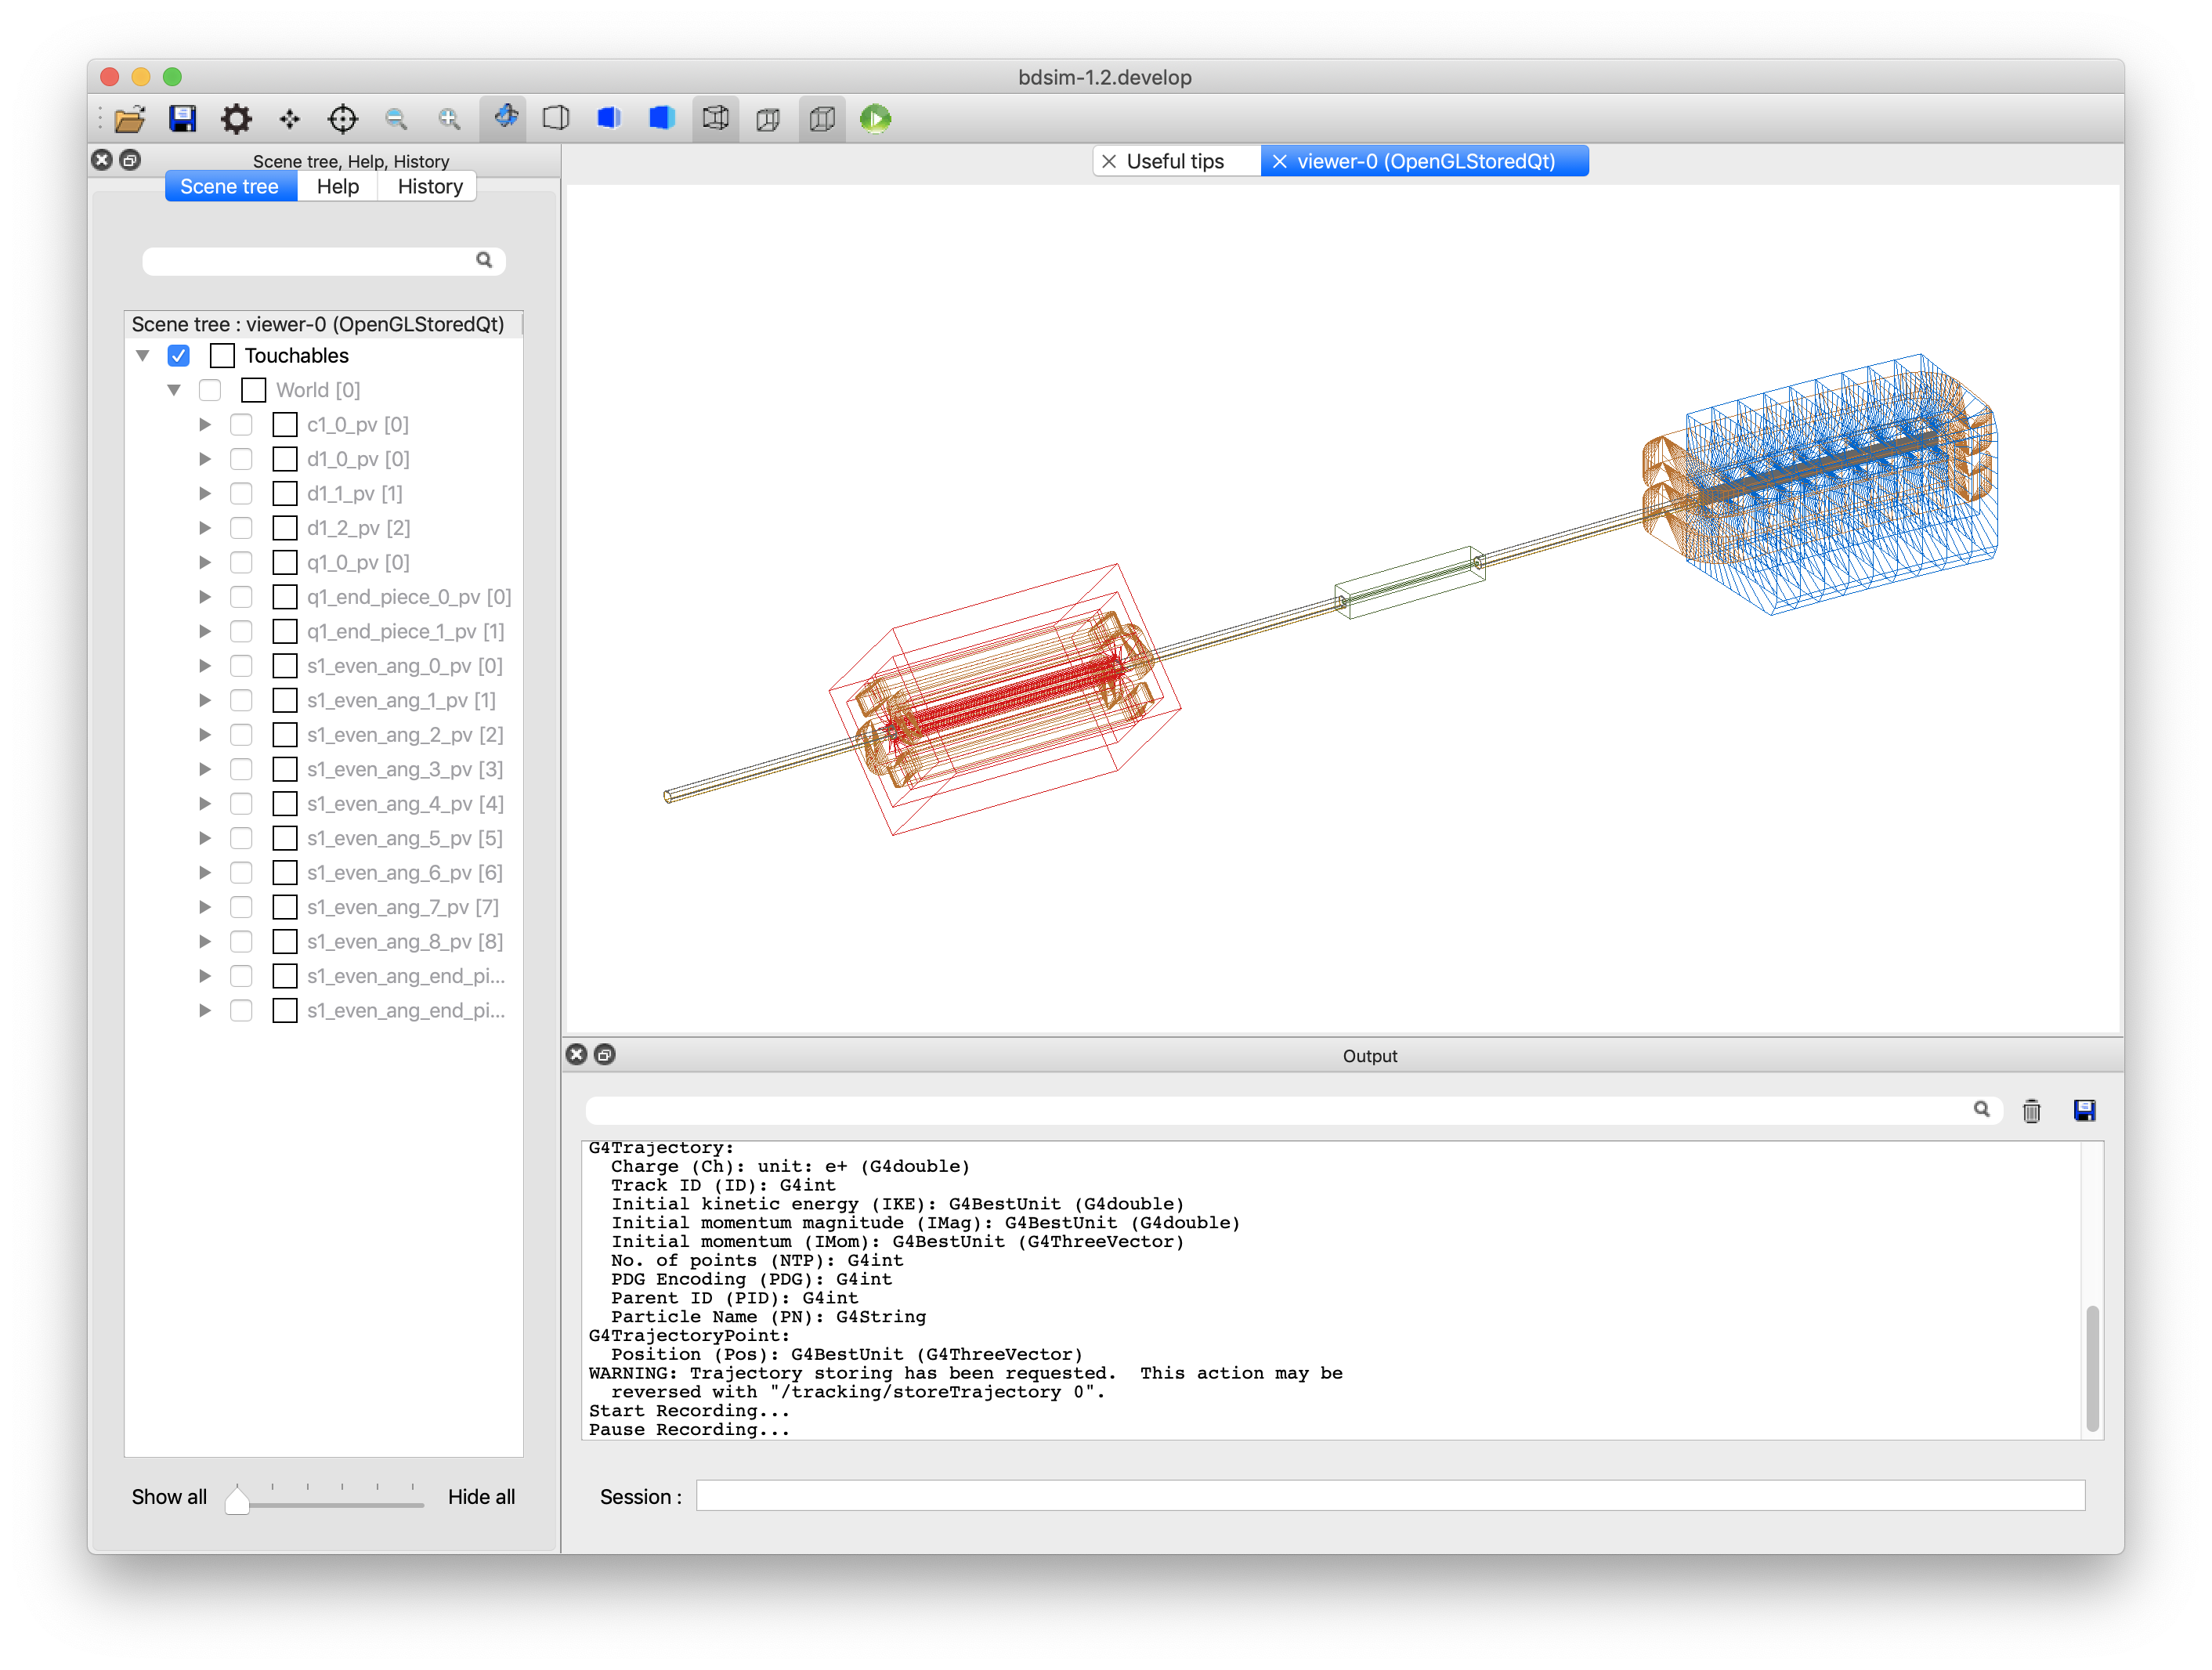 bdsim-1.2.develop
Scene tree, Help, History
Scene tree
Help
History
Scene tree : viewer-0 (OpenGLStoredQt)
Touchables
World [0]
c1_0_pv [0]
d1_0_pv [0]
d1_1_pv [1]
d1_2_pv [2]
q1_0_pv [0]
q1_end_piece_0_pv [0]
q1_end_piece_1_pv [1]
s1_even_ang_0_pv [0]
s1_even_ang_1_pv [1]
s1_even_ang_2_pv [2]
s1_even_ang_3_pv [3]
s1_even_ang_4_pv [4]
s1_even_ang_5_pv [5]
s1_even_ang_6_pv [6]
s1_even_ang_7_pv [7]
s1_even_ang_8_pv [8]
s1_even_ang_end_pi...
s1_even_ang_end_pi...
Show all
Hide all
Useful tips
viewer-0 (OpenGLStoredQt)
Output
G4Trajectory:
Charge (Ch): unit: e+ (G4double)
Track ID (ID): G4int
Initial kinetic energy (IKE): G4BestUnit (G4double)
Initial momentum magnitude (IMag): G4BestUnit (G4double)
Initial momentum (IMom): G4BestUnit (G4ThreeVector)
No. of points (NTP): G4int
PDG Encoding (PDG): G4int
Parent ID (PID): G4int
Particle Name (PN): G4String
G4TrajectoryPoint:
Position (Pos): G4BestUnit (G4ThreeVector)
WARNING: Trajectory storing has been requested.  This action may be
reversed with "/tracking/storeTrajectory 0".
Start Recording...
Pause Recording...
Session :